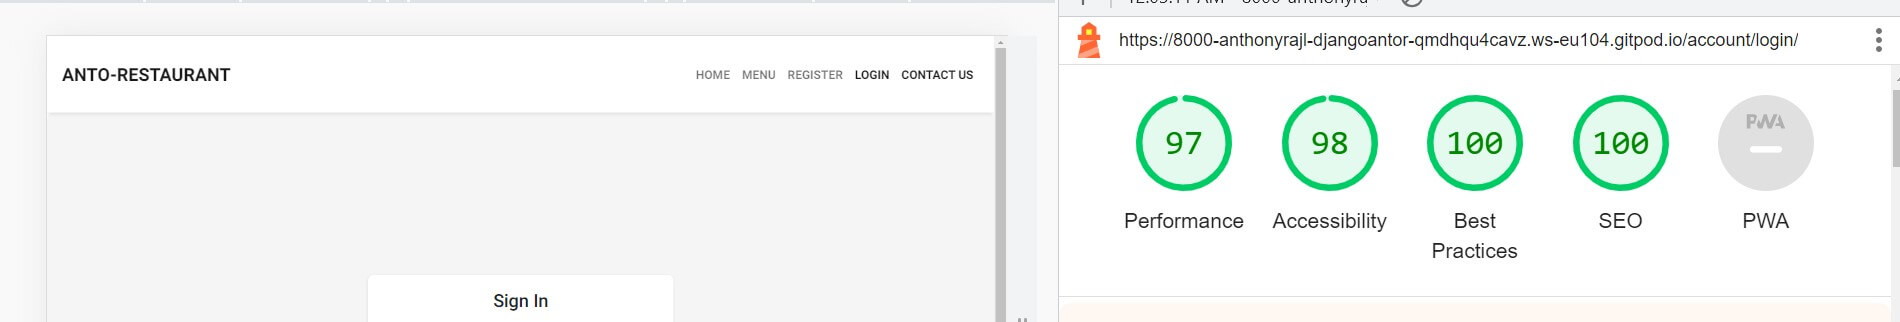 ANTO-RESTAURANT
HOME MENU REGISTER LOGIN CONTACT US
Sign In
https://8000-anthonyrajl-djangoantor-qmdhqu4cavz.ws-eu104.gitpod.io/account/login/
97 98 100 100 PWA
Performance Accessibility Best Practices SEO PWA